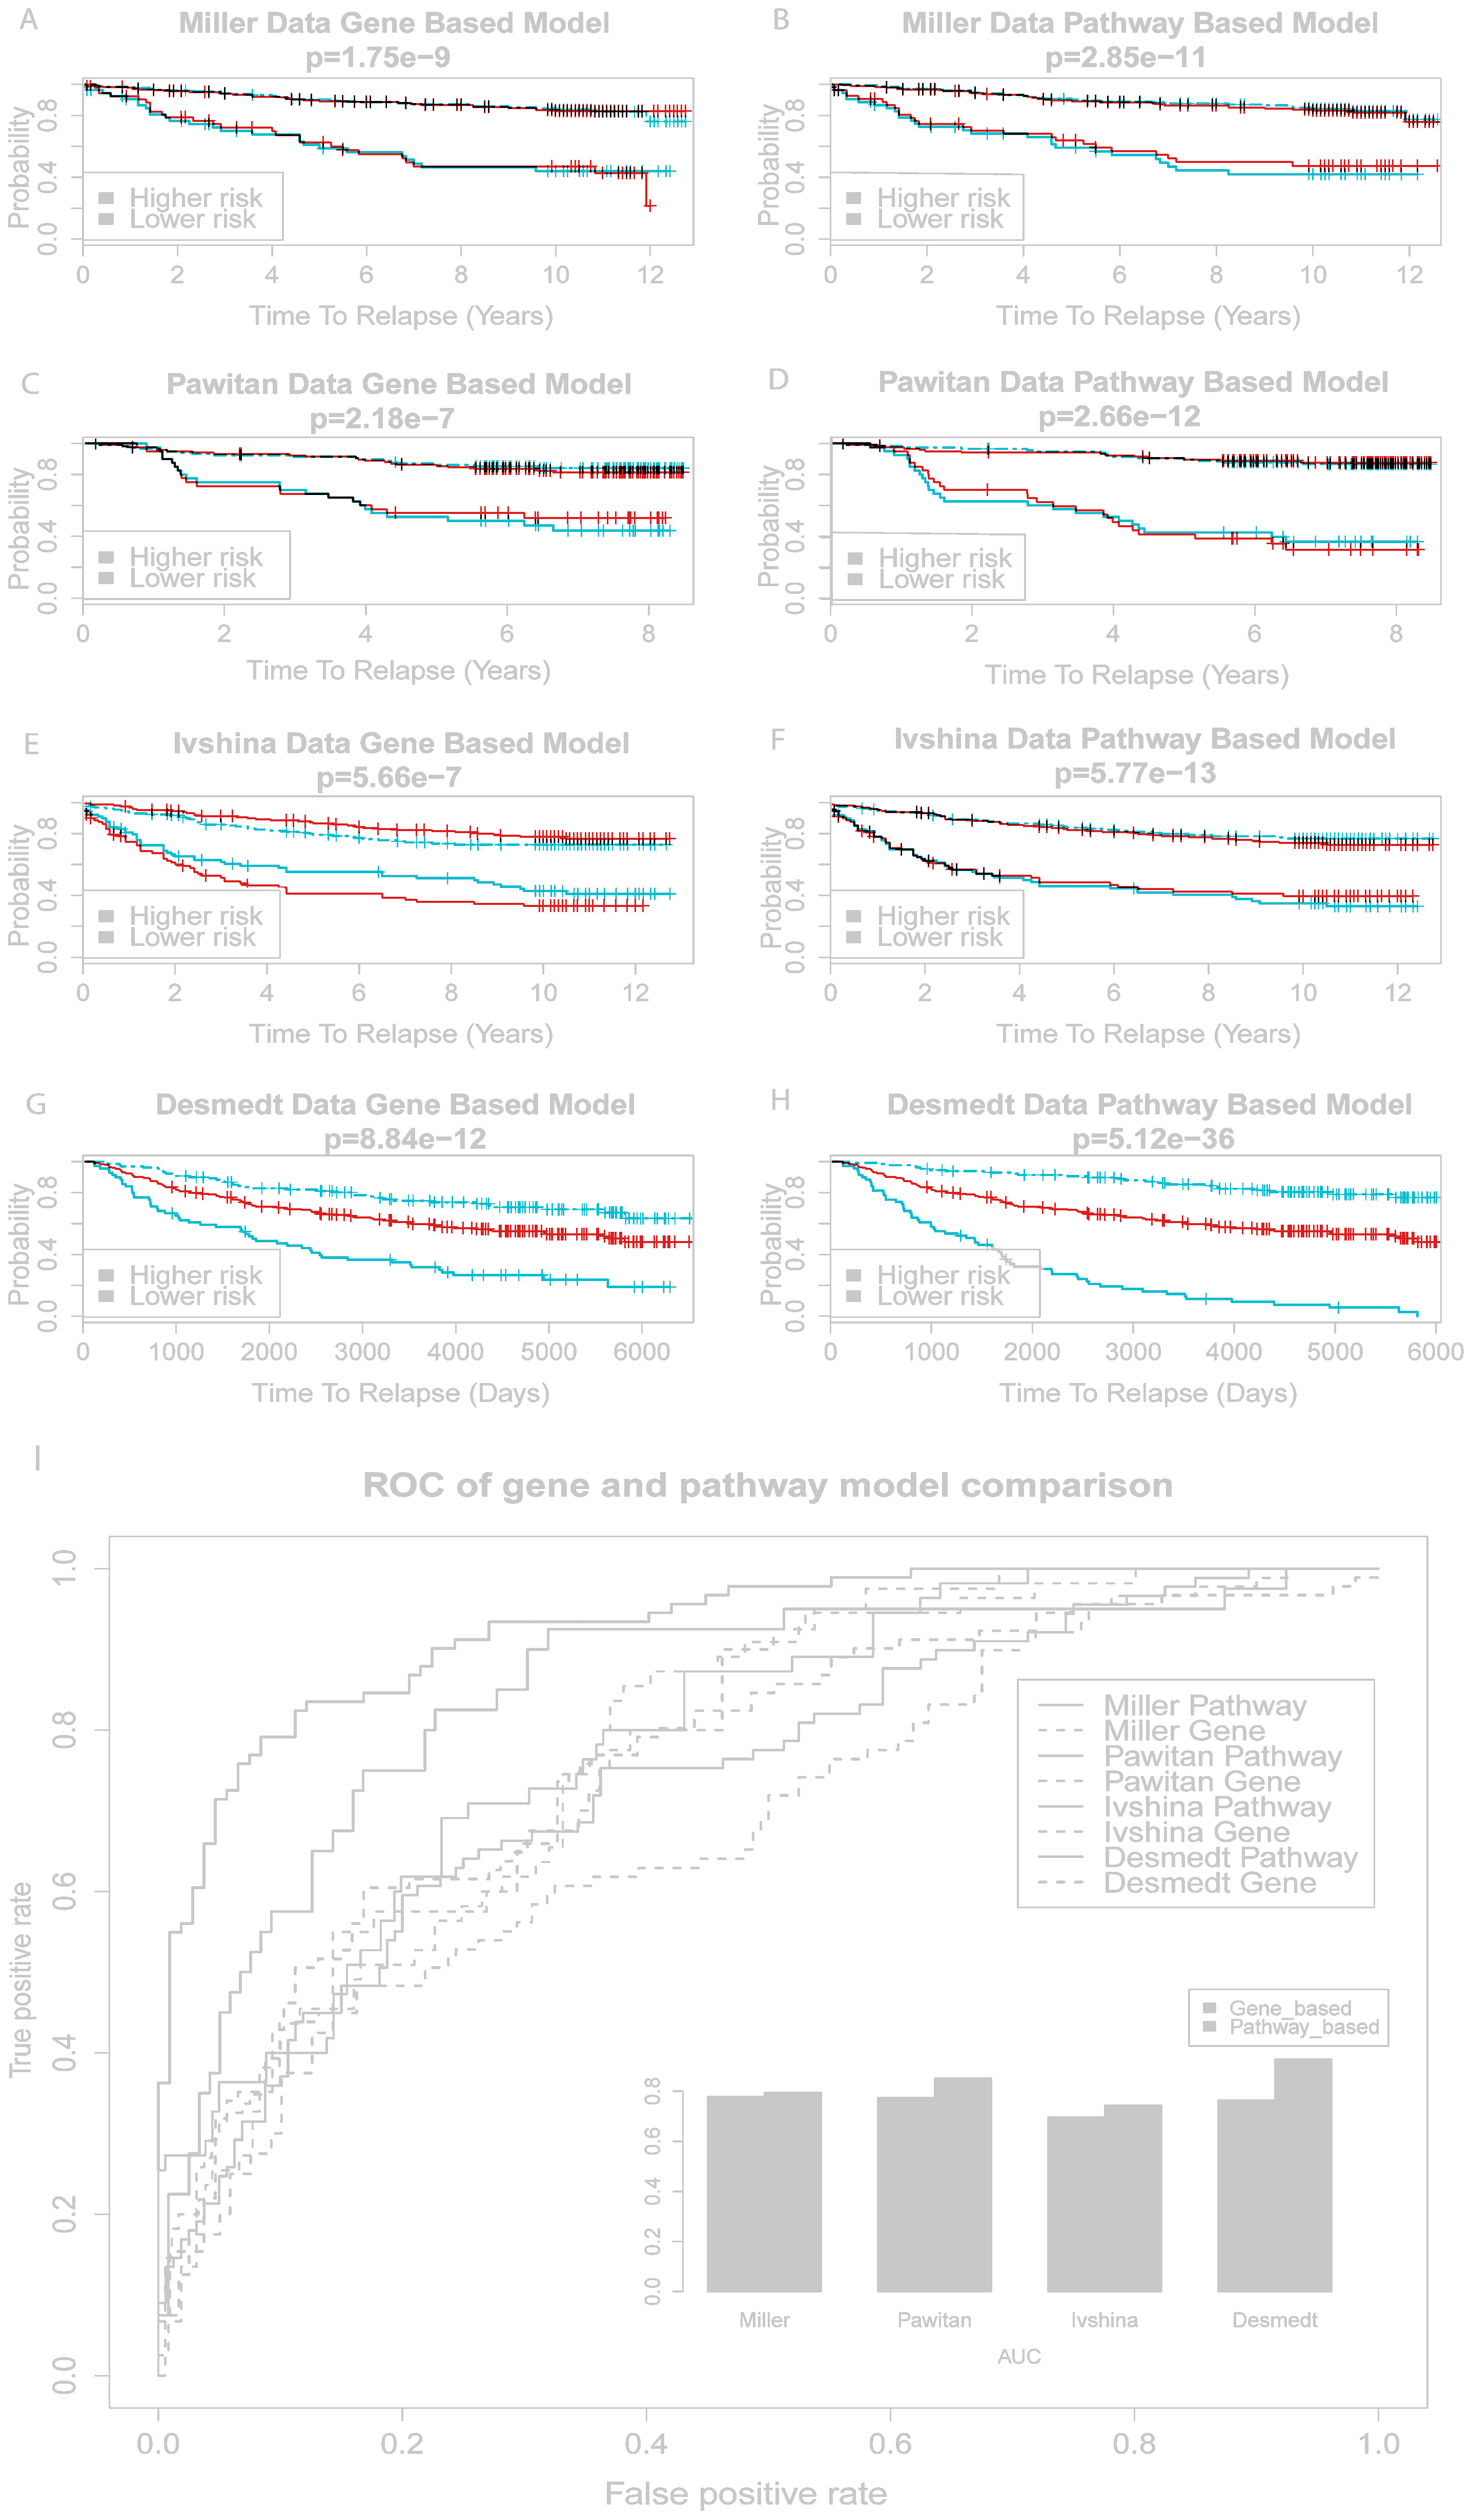 A
Miller Data Gene Based Model
p=1.75e−9
Probability
0.0 0.4 0.8
Higher risk
Lower risk
0 2 4 6 8 10 12
Time To Relapse (Years)
B
Miller Data Pathway Based Model
p=2.85e−11
Probability
0.0 0.4 0.8
Higher risk
Lower risk
0 2 4 6 8 10 12
Time To Relapse (Years)
C
Pawitan Data Gene Based Model
p=2.18e−7
Probability
0.0 0.4 0.8
Higher risk
Lower risk
0 2 4 6 8
Time To Relapse (Years)
D
Pawitan Data Pathway Based Model
p=2.66e−12
Probability
0.0 0.4 0.8
Higher risk
Lower risk
0 2 4 6 8
Time To Relapse (Years)
E
Ivshina Data Gene Based Model
p=5.66e−7
Probability
0.0 0.4 0.8
Higher risk
Lower risk
0 2 4 6 8 10 12
Time To Relapse (Years)
F
Ivshina Data Pathway Based Model
p=5.77e−13
Probability
0.0 0.4 0.8
Higher risk
Lower risk
0 2 4 6 8 10 12
Time To Relapse (Years)
G
Desmedt Data Gene Based Model
p=8.84e−12
Probability
0.0 0.4 0.8
Higher risk
Lower risk
0 1000 2000 3000 4000 5000 6000
Time To Relapse (Days)
H
Desmedt Data Pathway Based Model
p=5.12e−36
Probability
0.0 0.4 0.8
Higher risk
Lower risk
0 1000 2000 3000 4000 5000 6000
Time To Relapse (Days)
I
ROC of gene and pathway model comparison
True positive rate
0.0 0.2 0.4 0.6 0.8 1.0
Miller Pathway
Miller Gene
Pawitan Pathway
Pawitan Gene
Ivshina Pathway
Ivshina Gene
Desmedt Pathway
Desmedt Gene
Gene_based
Pathway_based
0.0 0.2 0.4 0.6 0.8
Miller Pawitan Ivshina Desmedt
AUC
0.0 0.2 0.4 0.6 0.8 1.0
False positive rate